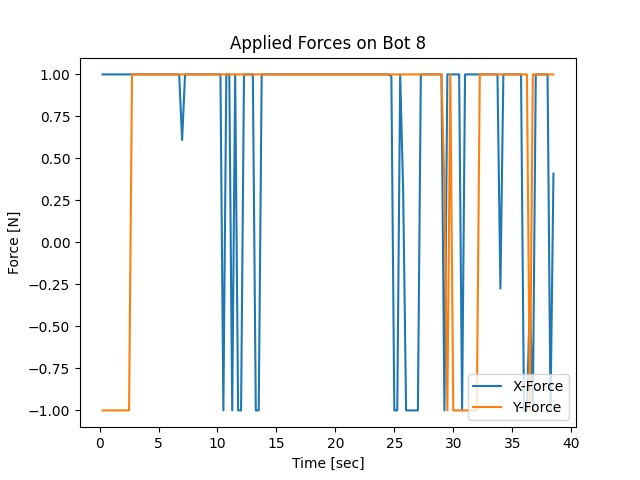 Applied Forces on Bot 8
1.00
0.75
0.50
0.25
0.00
−0.25
−0.50
−0.75
−1.00
Force [N]
X-Force
Y-Force
0 5 10 15 20 25 30 35 40
Time [sec]